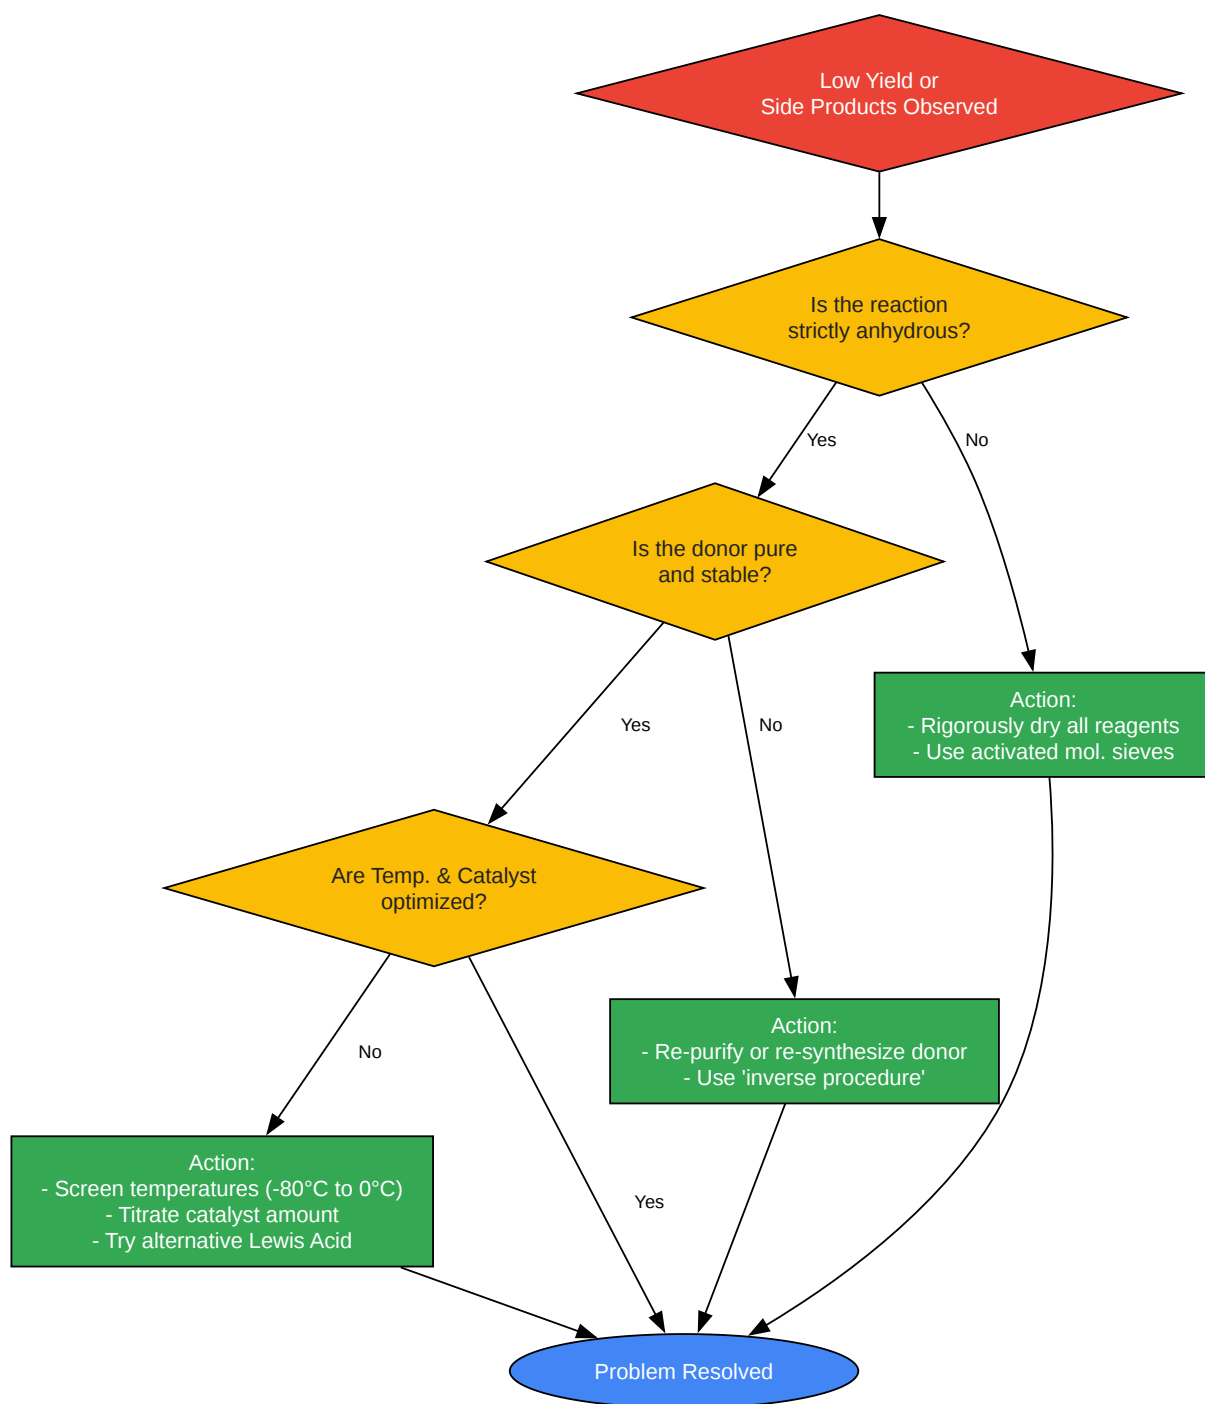 Low Yield or
Side Products Observed
Is the reaction
strictly anhydrous?
Yes
No
Is the donor pure
and stable?
Action:
- Rigorously dry all reagents
- Use activated mol. sieves
Yes
No
Are Temp. & Catalyst
optimized?
Action:
- Re-purify or re-synthesize donor
- Use 'inverse procedure'
No
Action:
- Screen temperatures (-80°C to 0°C)
- Titrate catalyst amount
- Try alternative Lewis Acid
Yes
Problem Resolved